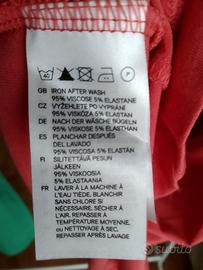 40 P
GB IRON AFTER WASH
95% VISCOSE 5% ELASTANE
CZ VYŽEHLETE PO VYPRÁNÍ
95% VISKÓZA 5% ELASTAN
DE NACH DER WÄSCHE BÜGELN
95% VISKOSE 5% ELASTHAN
ES PLANCHAR DESPUÉS
DEL LAVADO
95% VISCOSA 5% ELASTANO
FI SILITETTÄVÄ PESUN
JÄLKEEN
95% VISKOOSIA
5% ELASTAANIA
FR LAVER À LA MACHINE À
L'EAU TIÈDE, BLANCHIR
SANS CHLORE SI
NÉCESSAIRE, SÉCHER À
L'AIR, REPASSER À
TEMPÉRATURE MOYENNE,
OU NETTOYAGE À SEC.
REPASSER APRÈS LAVAGE
Subito